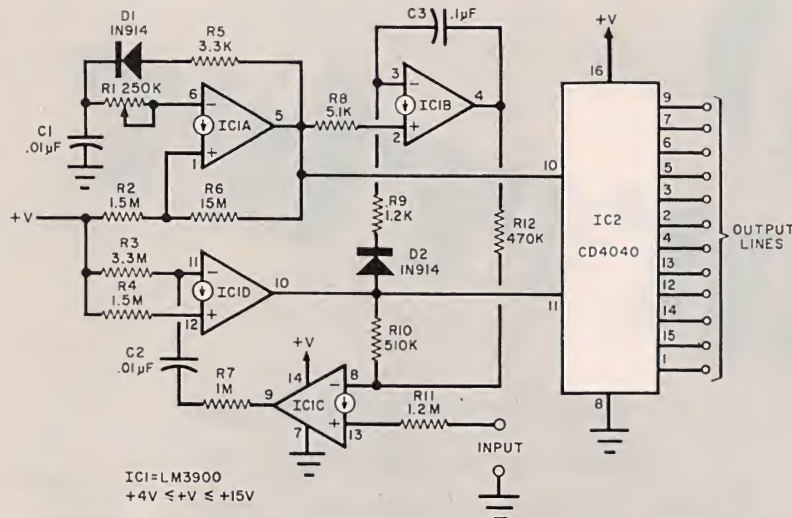 D1
IN914
R5
3.3K
C3
.1µF
+V
R1 250K
6
−
IC1A
5
+
1
R8
5.1K
3
−
IC1B
4
+
2
16
C1
.01µF
R9
1.2K
10
IC2
CD4040
9
7
6
5
3
2
4
13
12
14
15
1
OUTPUT
LINES
+V
R2
1.5M
R6
15M
R12
470K
R3
3.3M
R4
1.5M
11
−
IC1D
10
+
12
D2
IN914
11
C2
.01µF
R7
1M
+V
R10
510K
9
14
IC1C
7
8
−
+
13
R11
1.2M
INPUT
8
IC1=LM3900
+4V ≤ +V ≤ +15V